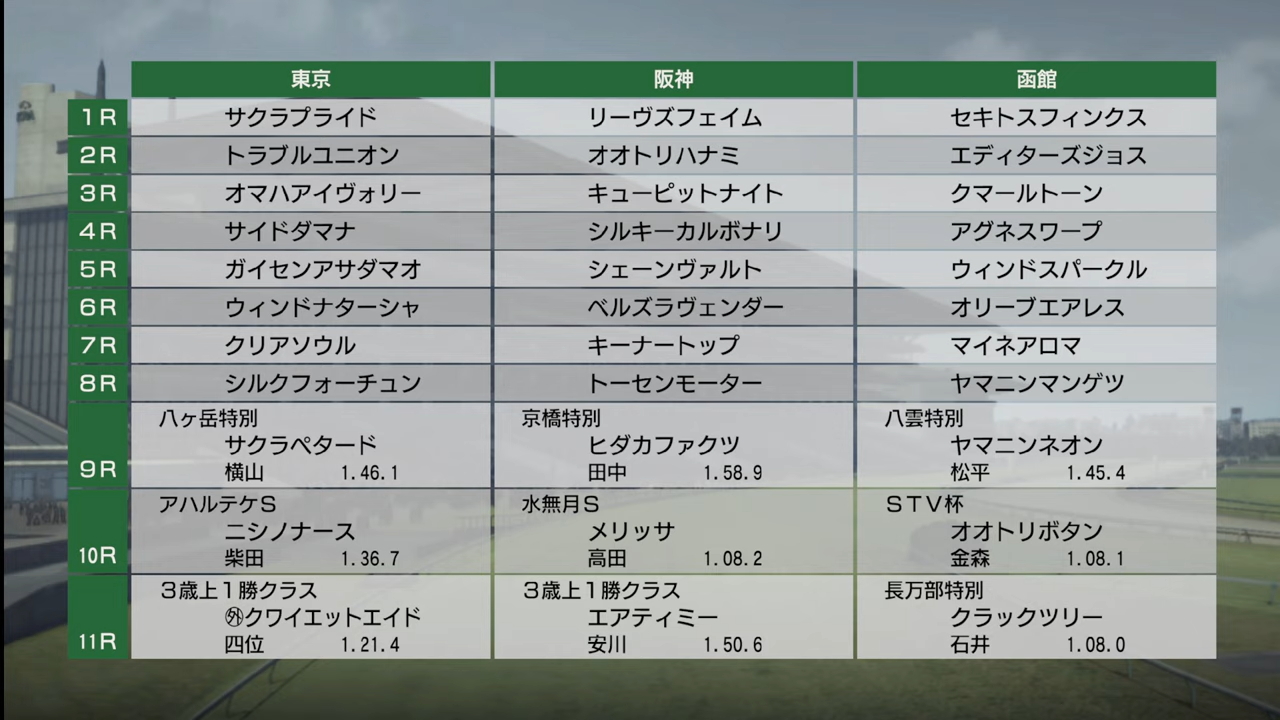 東京 阪神 函館
1R サクラプライド リーヴズフェイム セキトスフィンクス
2R トラブルユニオン オオトリハナミ エディターズジョス
3R オマハアイヴォリー キューピットナイト クマールトーン
4R サイドダマナ シルキーカルボナリ アグネスワープ
5R ガイセンアサダマオ シェーンヴァルト ウィンドスパークル
6R ウィンドナターシャ ベルズラヴェンダー オリーブエアレス
7R クリアソウル キーナートップ マイネアロマ
8R シルクフォーチュン トーセンモーター ヤマニンマンゲツ
八ヶ岳特別 京橋特別 八雲特別
サクラペタード ヒダカファクツ ヤマニンネオン
9R 横山 1.46.1 田中 1.58.9 松平 1.45.4
アハルテケS 水無月S STV杯
ニシノナース メリッサ オオトリボタン
10R 柴田 1.36.7 高田 1.08.2 金森 1.08.1
3歳上1勝クラス 3歳上1勝クラス 長万部特別
㊕クワイエットエイド エアティミー クラックツリー
11R 四位 1.21.4 安川 1.50.6 石井 1.08.0